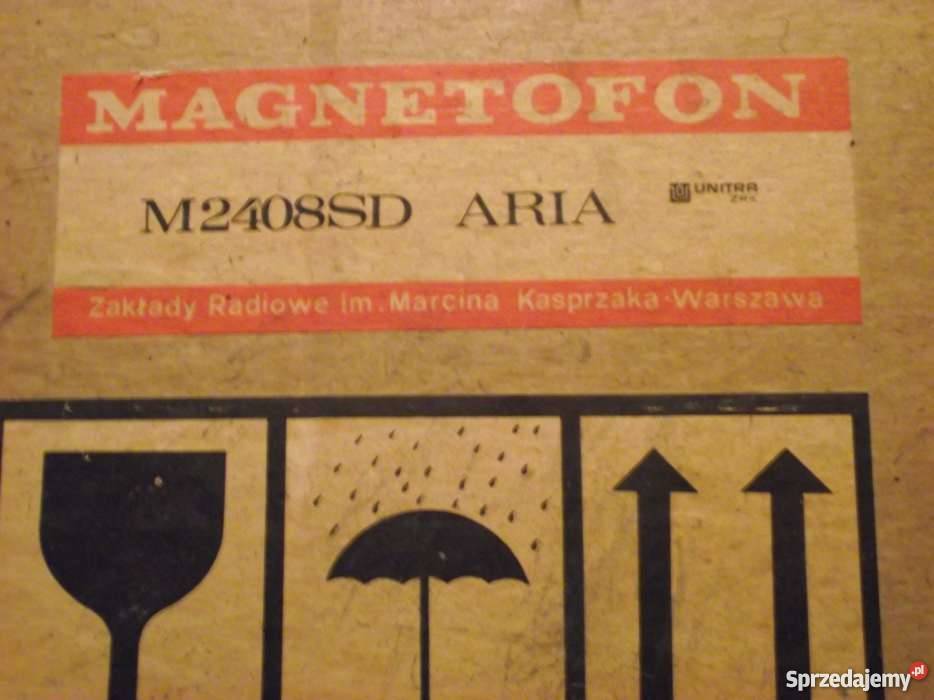 MAGNETOFON
M2408SD ARIA
UNITRA
ZRK
Zakłady Radiowe im. Marcina Kasprzaka-Warszawa
Sprzedajemy.pl